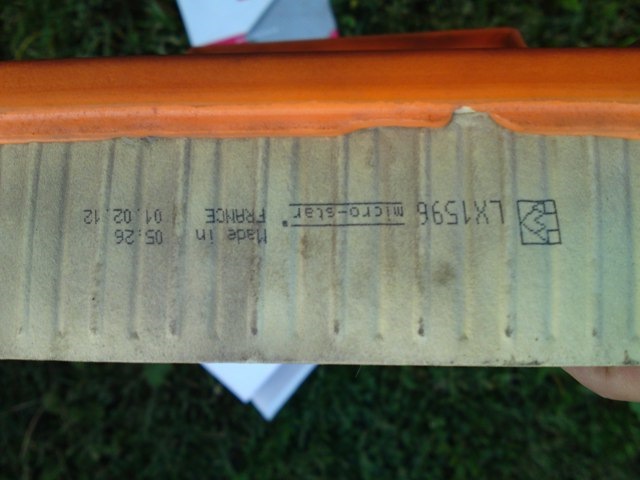 LX1596
micro-star
Made in
FRANCE
05:26
01.02.12